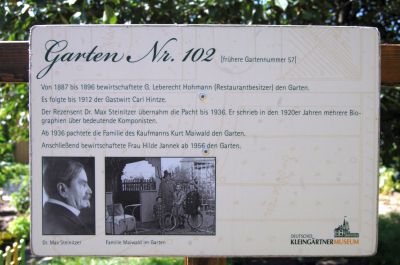 Garten Nr. 102 [frühere Gartennummer 57]
Von 1887 bis 1896 bewirtschaftete G. Leberecht Hohmann (Restaurantbesitzer) den Garten.
Es folgte bis 1912 der Gastwirt Carl Hintze.
Der Rezensent Dr. Max Steinitzer übernahm die Pacht bis 1936. Er schrieb in den 1920er Jahren mehrere Bio-
graphien über bedeutende Komponisten.
Ab 1936 pachtete die Familie des Kaufmanns Kurt Maiwald den Garten.
Anschließend bewirtschaftete Frau Hilde Jannek ab 1956 den Garten.
Dr. Max Steinitzer
Familie Maiwald im Garten
DEUTSCHES
KLEINGÄRTNERMUSEUM